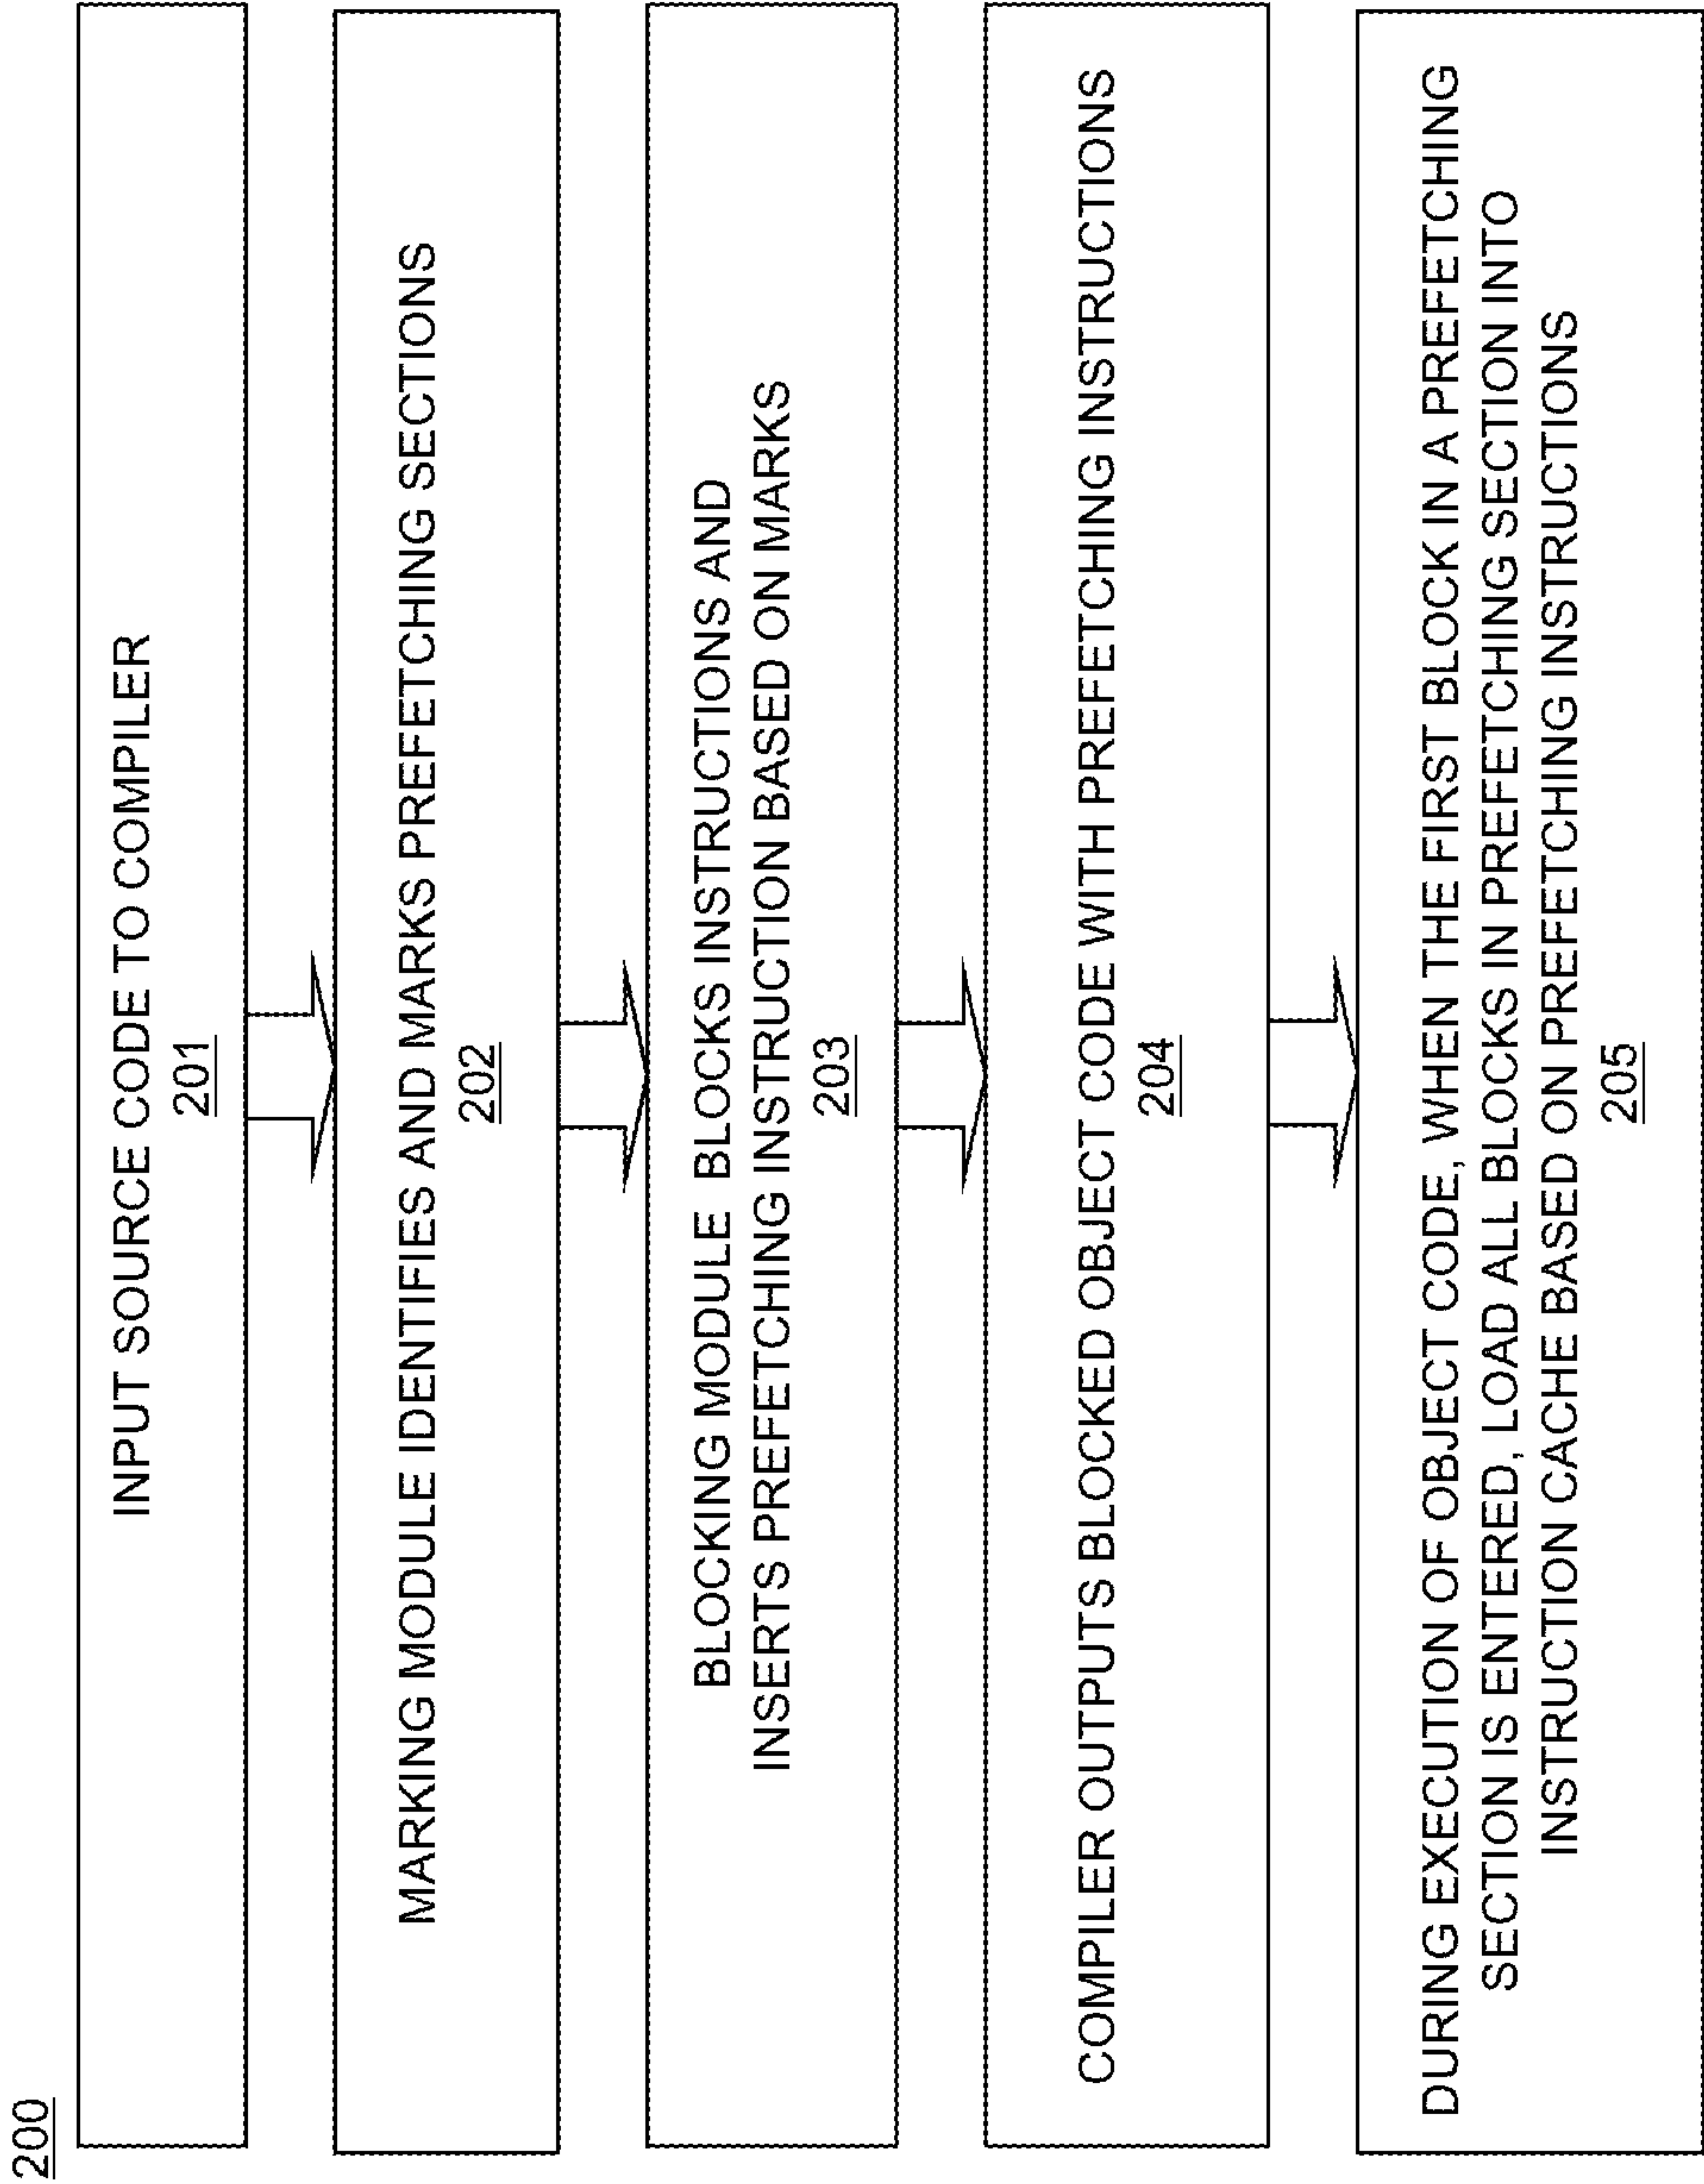 200
INPUT SOURCE CODE TO COMPILER
201
MARKING MODULE IDENTIFIES AND MARKS PREFETCHING SECTIONS
202
BLOCKING MODULE BLOCKS INSTRUCTIONS AND
INSERTS PREFETCHING INSTRUCTION BASED ON MARKS
203
COMPILER OUTPUTS BLOCKED OBJECT CODE WITH PREFETCHING INSTRUCTIONS
204
DURING EXECUTION OF OBJECT CODE, WHEN THE FIRST BLOCK IN A PREFETCHING
SECTION IS ENTERED, LOAD ALL BLOCKS IN PREFETCHING SECTION INTO
INSTRUCTION CACHE BASED ON PREFETCHING INSTRUCTIONS
205